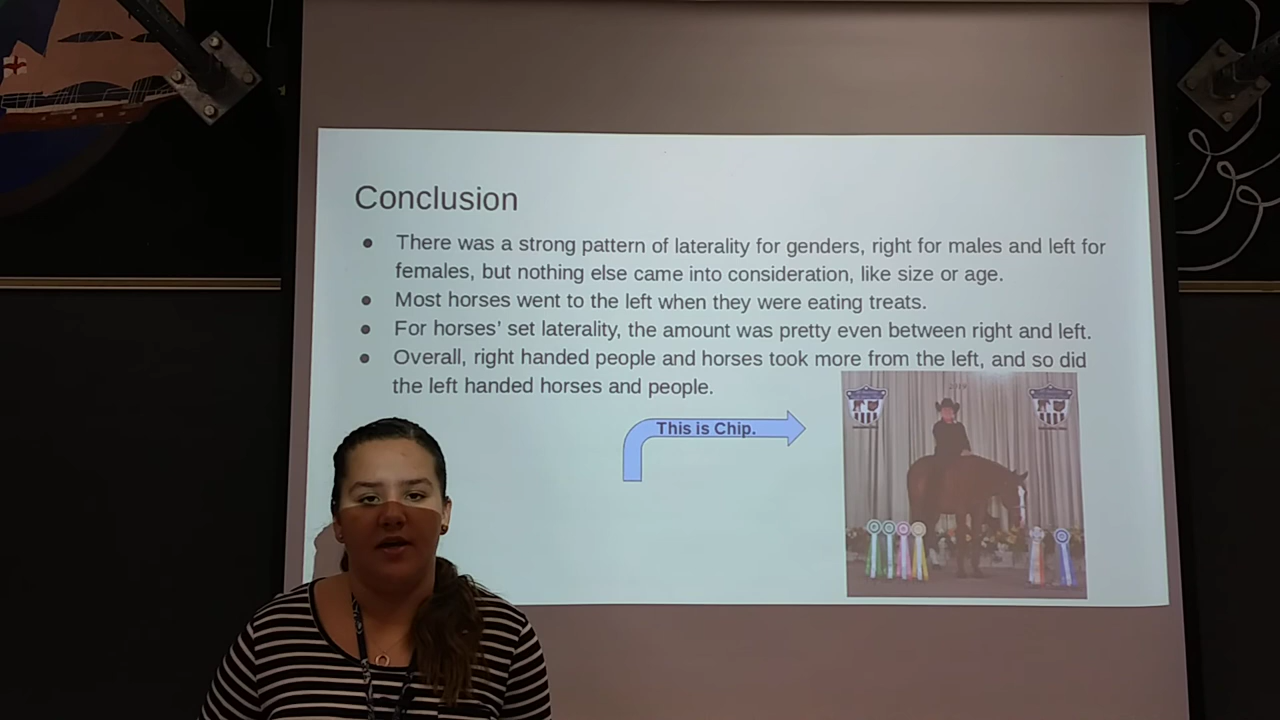 Conclusion
There was a strong pattern of laterality for genders, right for males and left for
females, but nothing else came into consideration, like size or age.
Most horses went to the left when they were eating treats.
For horses' set laterality, the amount was pretty even between right and left.
Overall, right handed people and horses took more from the left, and so did
the left handed horses and people.
This is Chip.